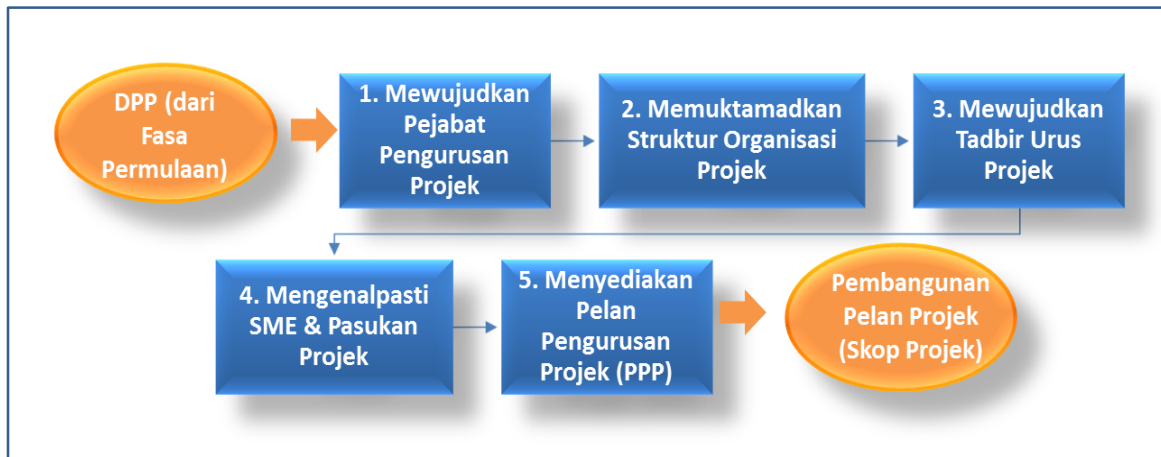 DPP (dari
Fasa
Permulaan)
1. Mewujudkan
Pejabat
Pengurusan
Projek
2. Memuktamadkan
Struktur Organisasi
Projek
3. Mewujudkan
Tadbir Urus
Projek
4. Mengenalpasti
SME & Pasukan
Projek
5. Menyediakan
Pelan
Pengurusan
Projek (PPP)
Pembangunan
Pelan Projek
(Skop Projek)